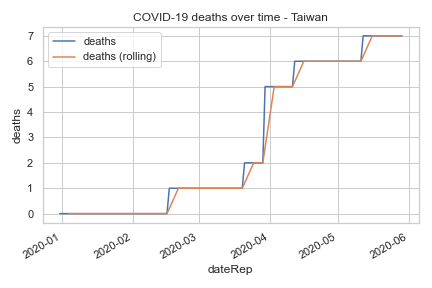 COVID-19 deaths over time - Taiwan
deaths
deaths (rolling)
7
6
5
4
3
2
1
0
deaths
2020-01
2020-02
2020-03
2020-04
2020-05
2020-06
dateRep